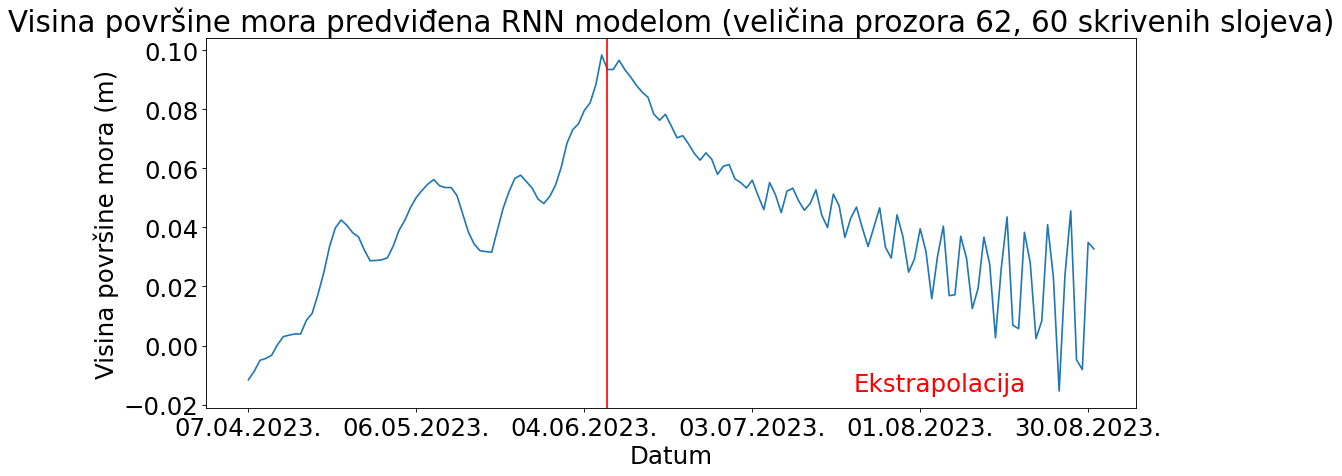 Visina površine mora predviđena RNN modelom (veličina prozora 62, 60 skrivenih slojeva)
Visina površine mora (m)
0.10
0.08
0.06
0.04
0.02
0.00
−0.02
Ekstrapolacija
07.04.2023. 06.05.2023. 04.06.2023. 03.07.2023. 01.08.2023. 30.08.2023.
Datum